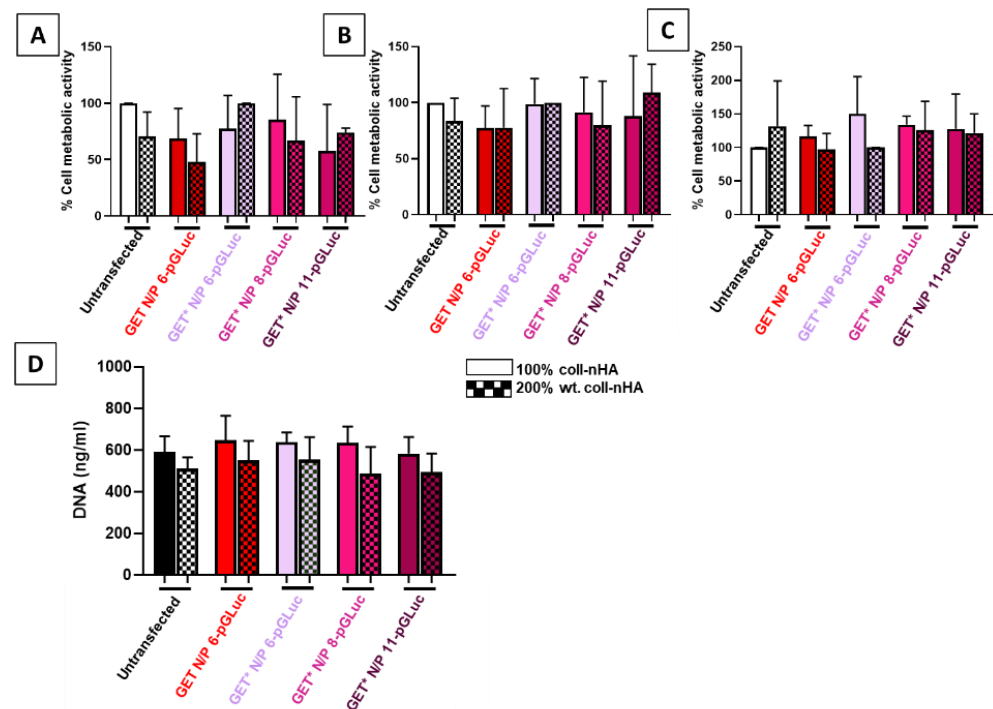 A
% Cell metabolic activity
150
100
50
0
Untransfected
GET N/P 6-pGLuc
GET* N/P 6-pGLuc
GET* N/P 8-pGLuc
GET* N/P 11-pGLuc
B
% Cell metabolic activity
150
100
50
0
Untransfected
GET N/P 6-pGLuc
GET* N/P 6-pGLuc
GET* N/P 8-pGLuc
GET* N/P 11-pGLuc
C
% Cell metabolic activity
250
200
150
100
50
0
Untransfected
GET N/P 6-pGLuc
GET* N/P 6-pGLuc
GET* N/P 8-pGLuc
GET* N/P 11-pGLuc
D
DNA (ng/ml)
1000
800
600
400
200
0
Untransfected
GET N/P 6-pGLuc
GET* N/P 6-pGLuc
GET* N/P 8-pGLuc
GET* N/P 11-pGLuc
100% coll-nHA
200% wt. coll-nHA